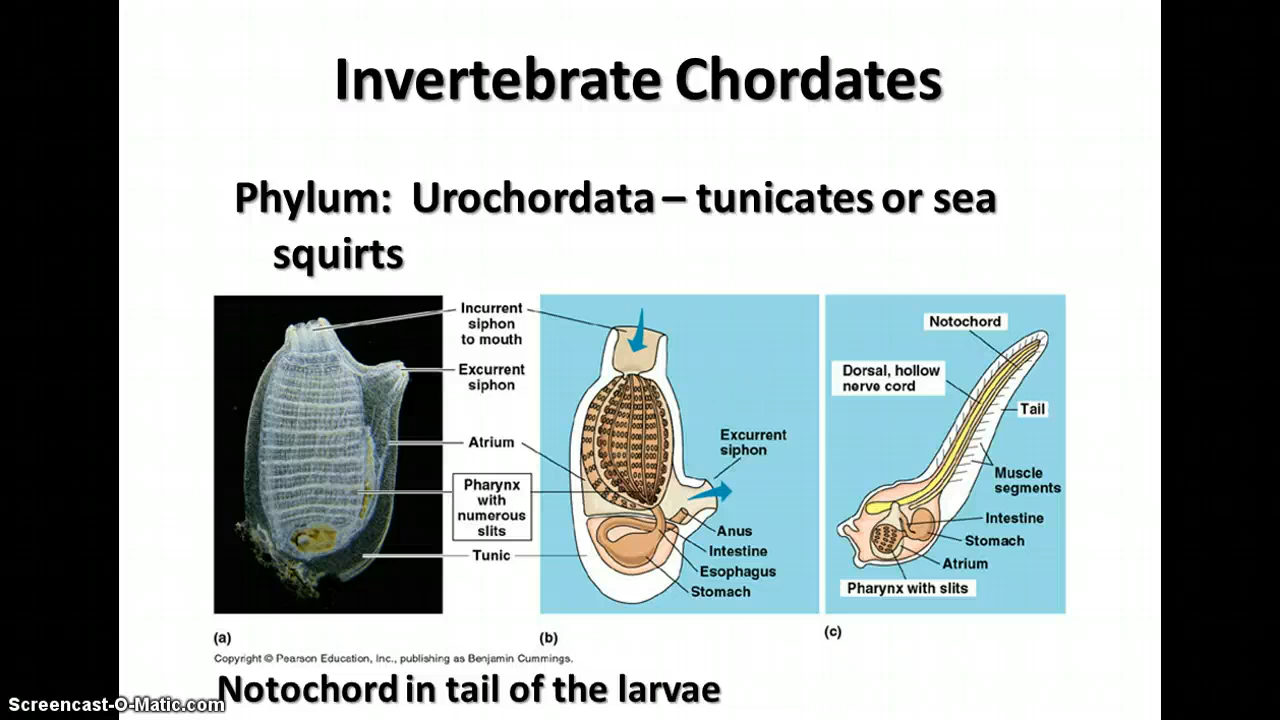 Invertebrate Chordates
Phylum: Urochordata – tunicates or sea
squirts
Incurrent
siphon
to mouth
Excurrent
siphon
Atrium
Pharynx
with
numerous
slits
Tunic
Excurrent
siphon
Anus
Intestine
Esophagus
Stomach
Notochord
Dorsal, hollow
nerve cord
Tail
Muscle
segments
Intestine
Stomach
Atrium
Pharynx with slits
(a)
(b)
(c)
Copyright © Pearson Education, Inc., publishing as Benjamin Cummings.
Notochord in tail of the larvae
Screencast-O-Matic.com